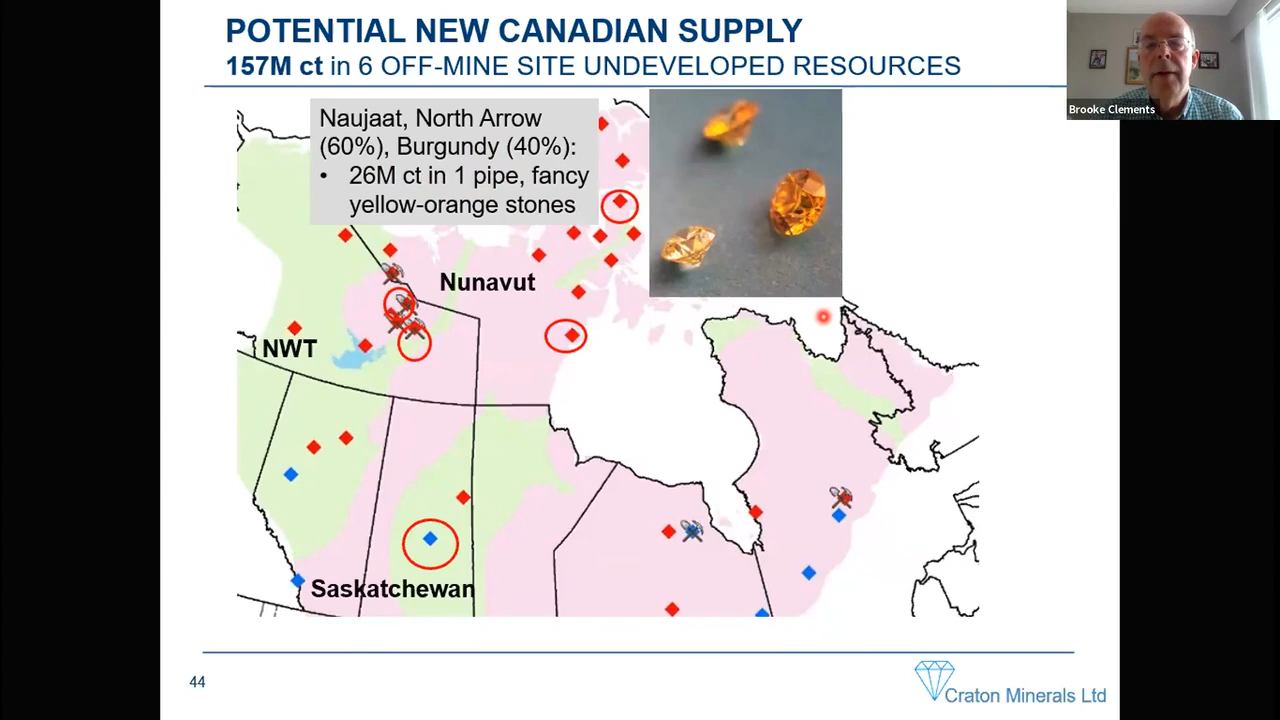 POTENTIAL NEW CANADIAN SUPPLY
157M ct in 6 OFF-MINE SITE UNDEVELOPED RESOURCES
Brooke Clements
Naujaat, North Arrow
(60%), Burgundy (40%):
• 26M ct in 1 pipe, fancy
yellow-orange stones
Nunavut
NWT
Saskatchewan
44
Craton Minerals Ltd